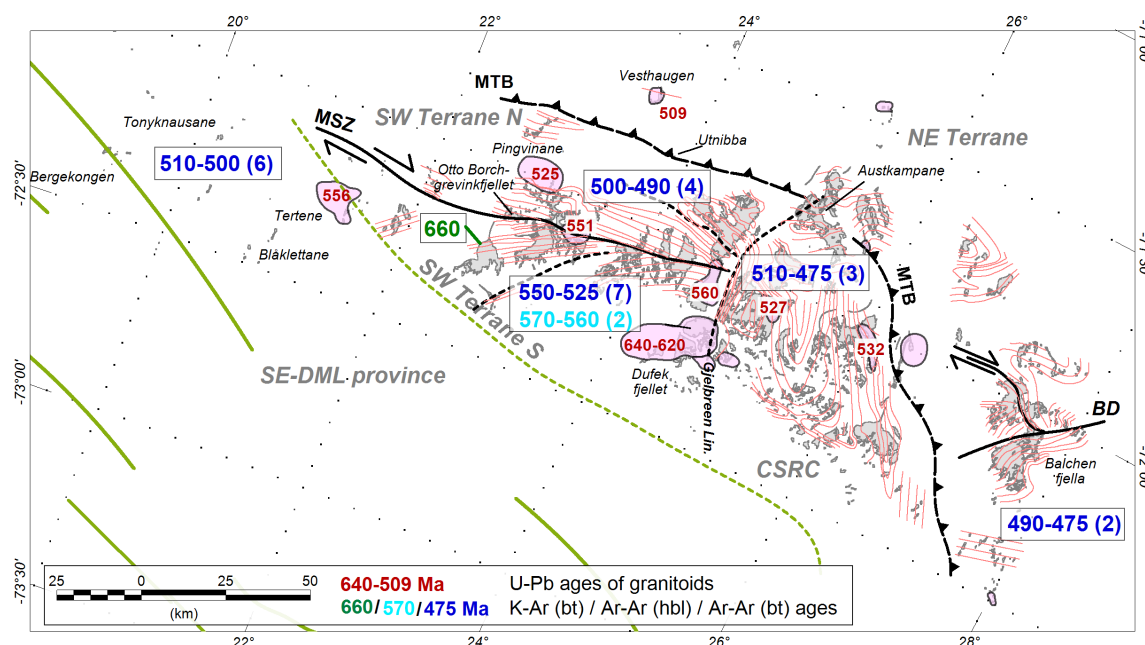 20°
22°
24°
26°
-72°00'
Vesthaugen
MTB
509
MSZ
SW Terrane N
Tonyknausane
Utnibba
NE Terrane
Pingvinane
510-500 (6)
Otto Borch-
grevinkfjellet
525
500-490 (4)
Austkampane
Bergekongen
-72°30'
556
Tertene
660
551
Blåklettane
510-475 (3)
MTB
550-525 (7)
570-560 (2)
560
527
SW Terrane S
640-620
532
SE-DML province
Dufek
fjellet
Gjelbreen Lin.
BD
-73°00'
CSRC
Balchen
fjella
490-475 (2)
-73°30'
25 0 25 50
(km)
640-509 Ma U-Pb ages of granitoids
660/570/475 Ma K-Ar (bt) / Ar-Ar (hbl) / Ar-Ar (bt) ages
22°
24°
26°
28°